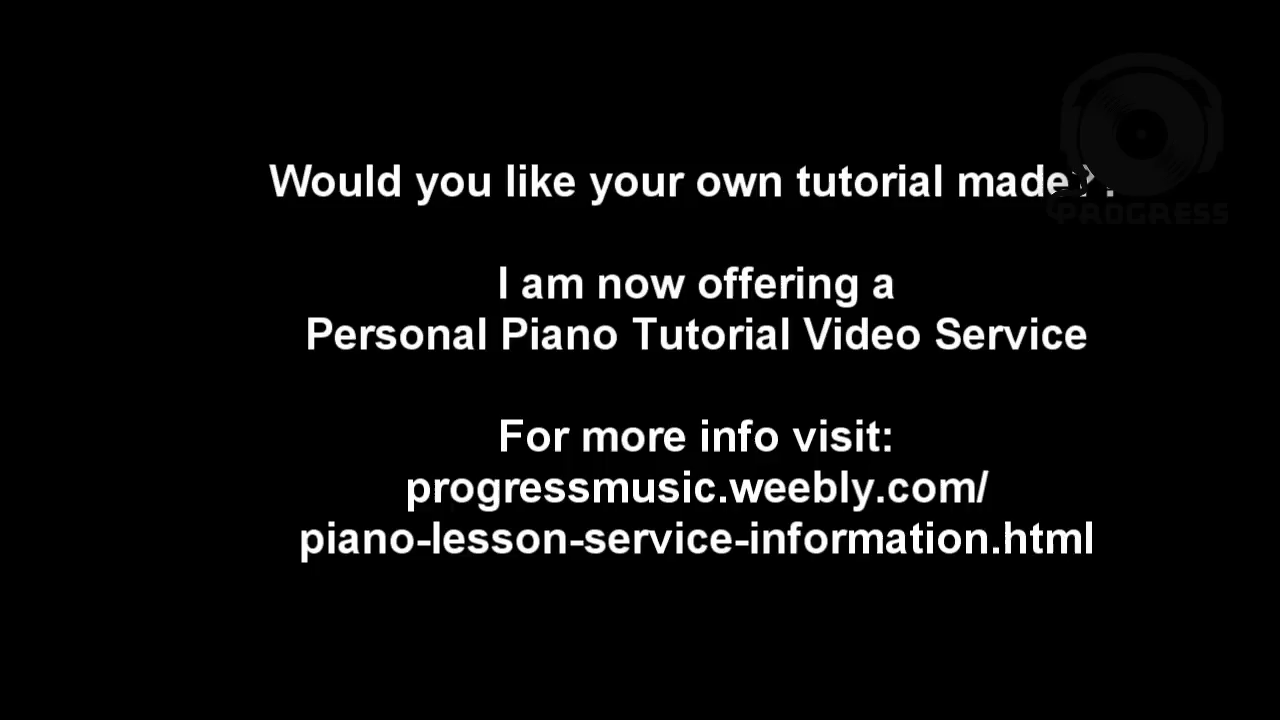 Would you like your own tutorial made?
PROGRESS
I am now offering a
Personal Piano Tutorial Video Service
For more info visit:
progressmusic.weebly.com/
piano-lesson-service-information.html